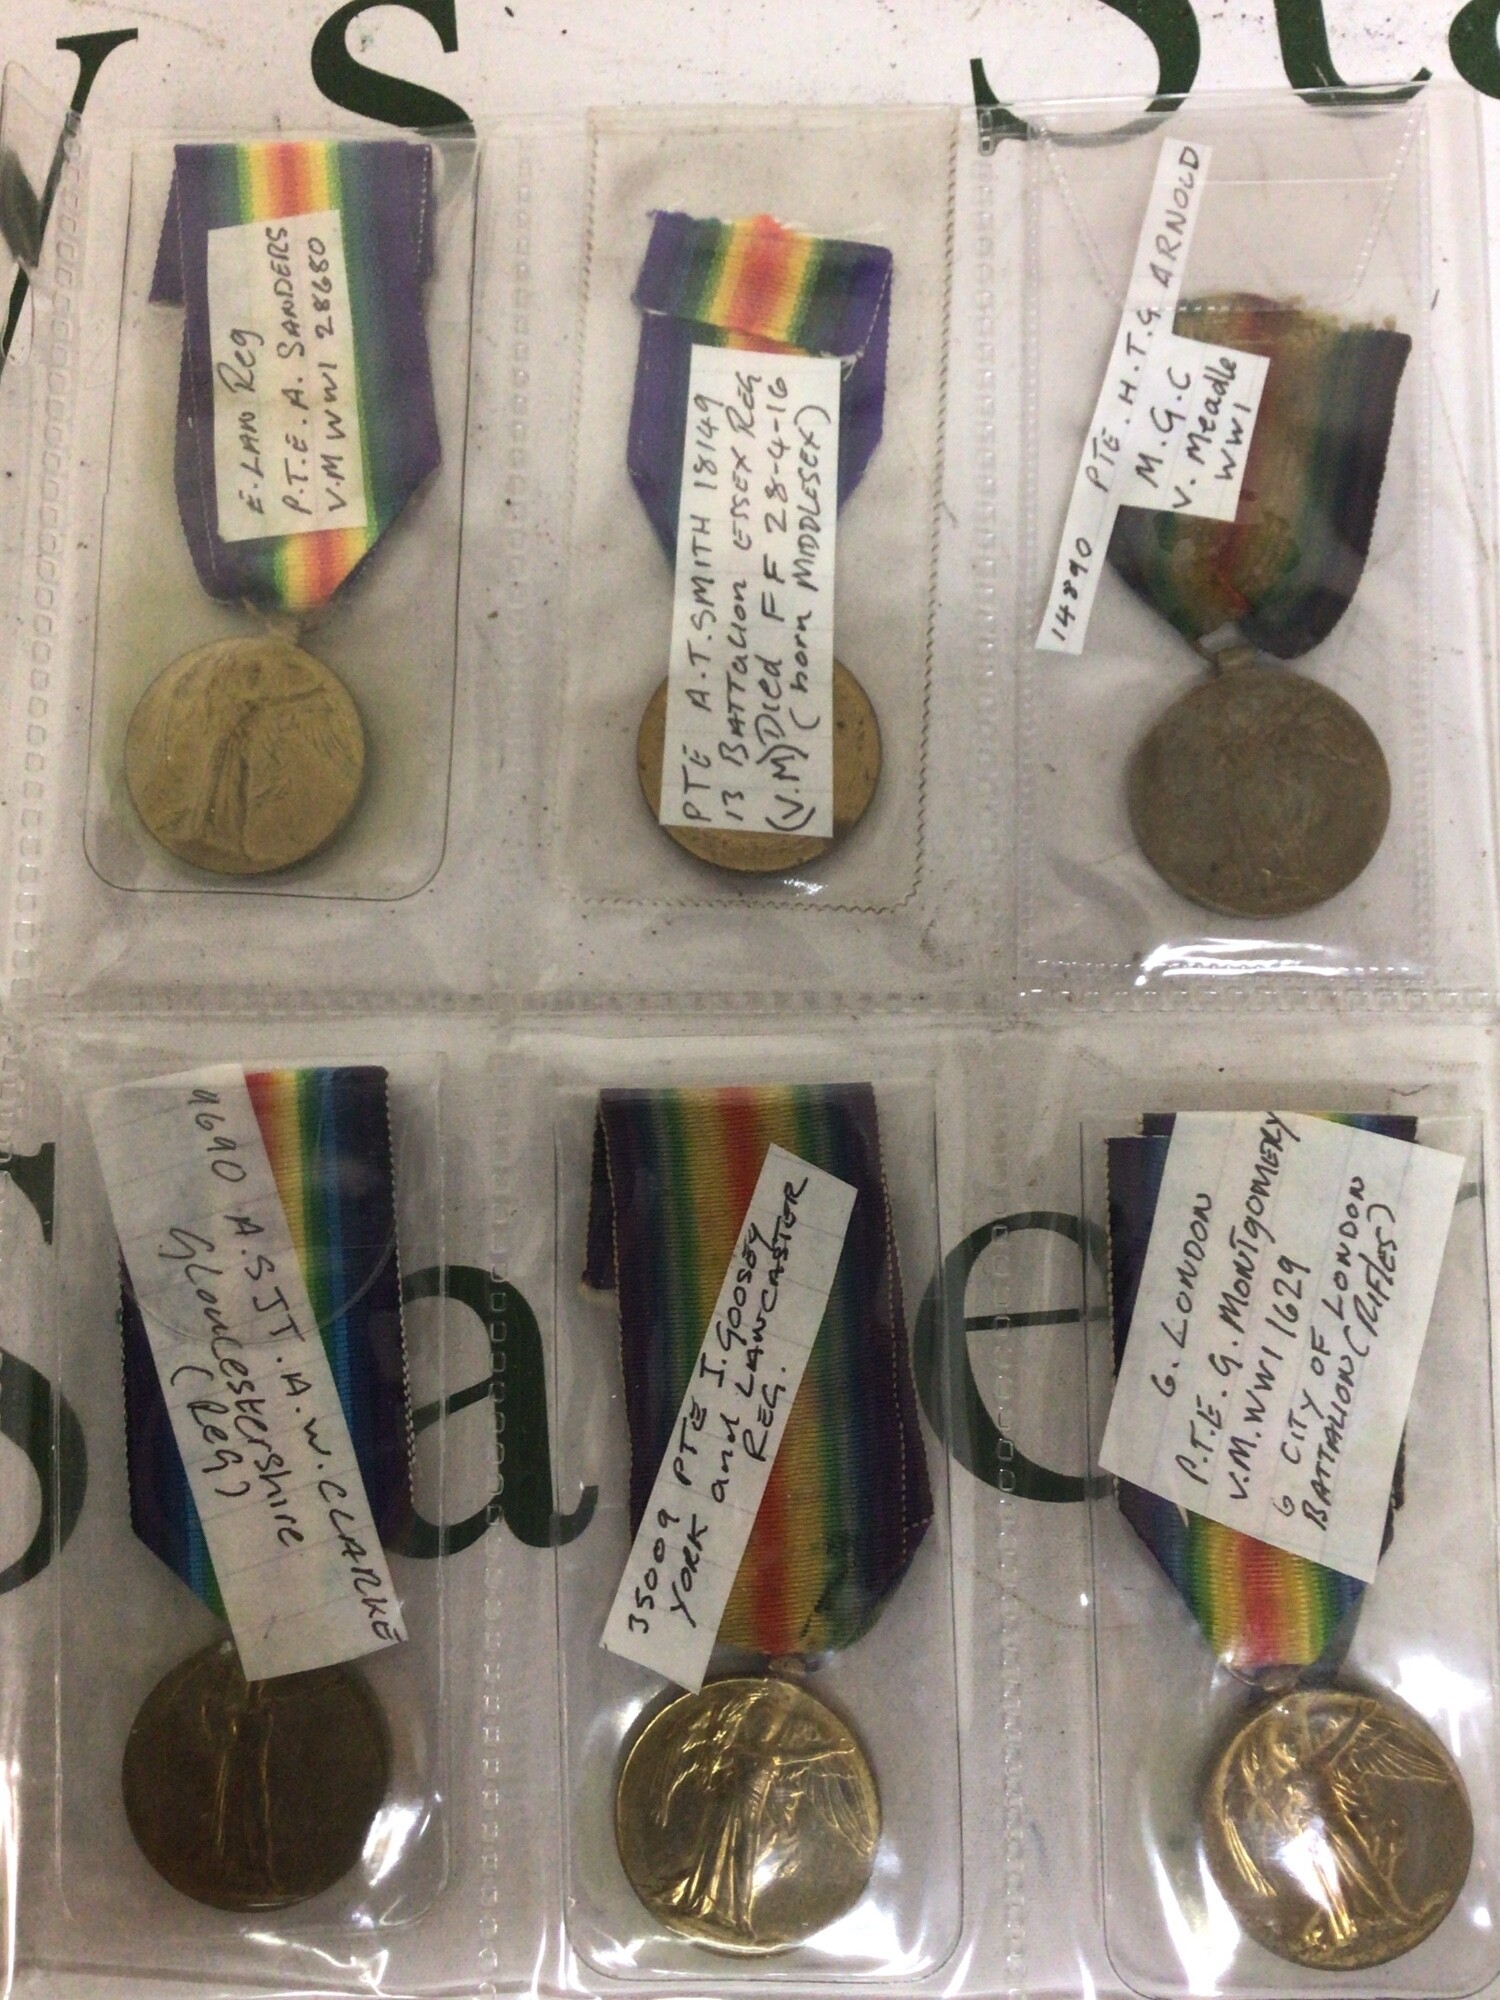 E. LAN Reg
P.T.E. A. SANDERS
V.M WW1 28680
PTE A.T. SMITH 18149
13 BATTalion ESSEX REG
(V.M) Died F F 28-4-16
(born MIDDLESEX)
14890 PTE. H.T.G. ARNOLD
M.G.C
V. Meadle
WW1
A.SJT. A.W. CLARKE
Gloucestershire
(Reg)
35009 PTE I. GOOSEY
YORK and LAWCASTER
REG.
6. LONDON
P.T.E. G. MONTGOMERY
V.M. WW1 1629
6 CITY OF LONDON
BATTALION (RIFLES)